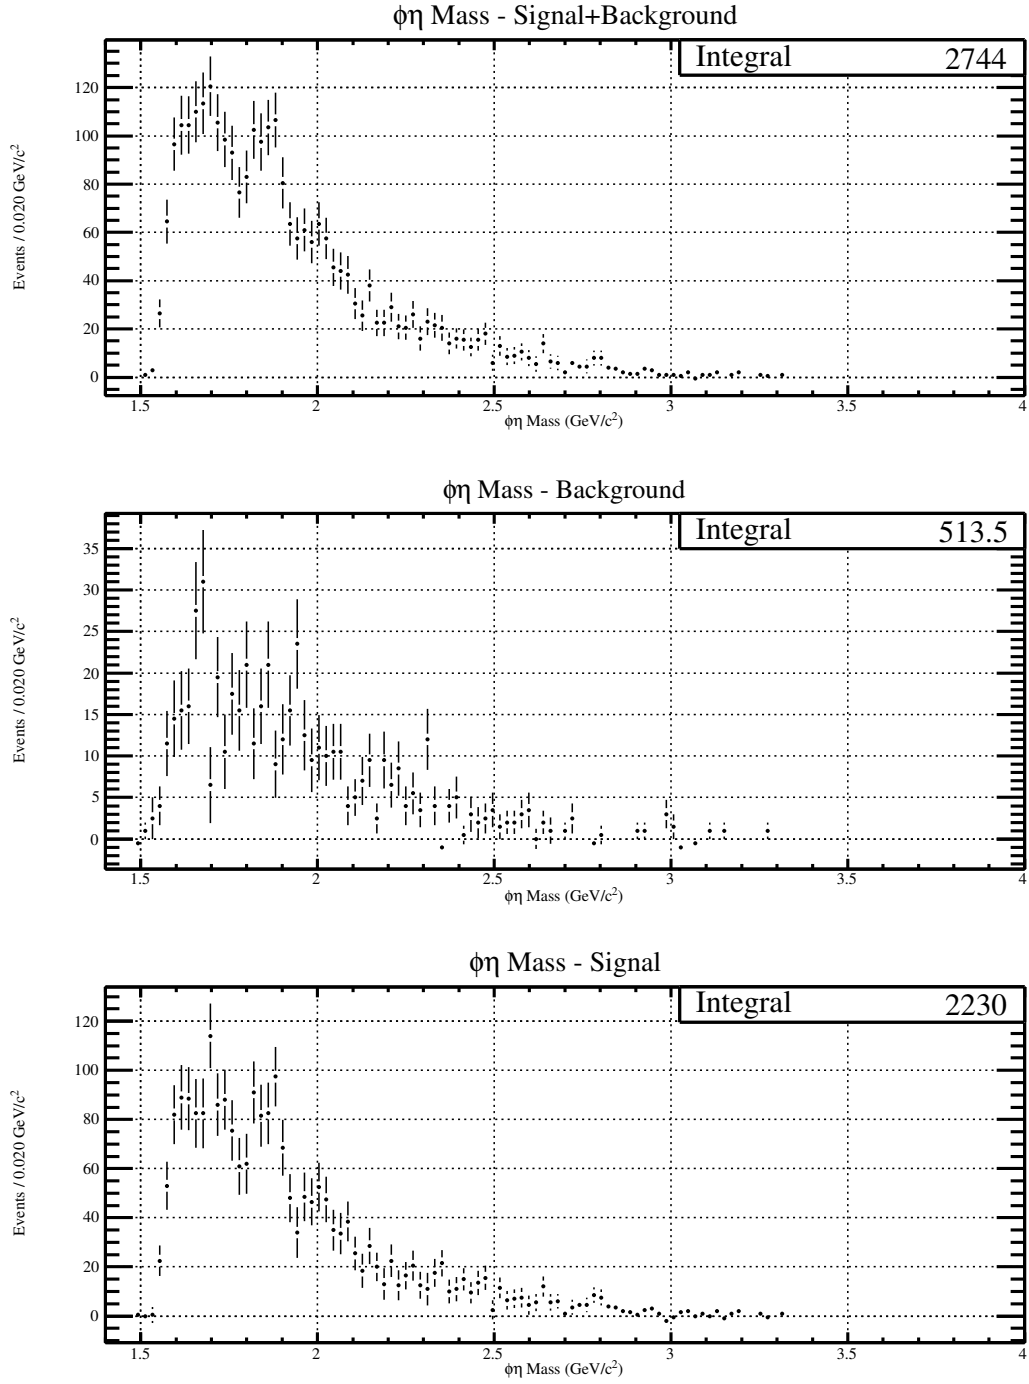 φη Mass - Signal+Background
Integral 2744
Events / 0.020 GeV/c²
120
100
80
60
40
20
0
1.5 2 2.5 3 3.5 4
φη Mass (GeV/c²)
φη Mass - Background
Integral 513.5
Events / 0.020 GeV/c²
35
30
25
20
15
10
5
0
1.5 2 2.5 3 3.5 4
φη Mass (GeV/c²)
φη Mass - Signal
Integral 2230
Events / 0.020 GeV/c²
120
100
80
60
40
20
0
1.5 2 2.5 3 3.5 4
φη Mass (GeV/c²)